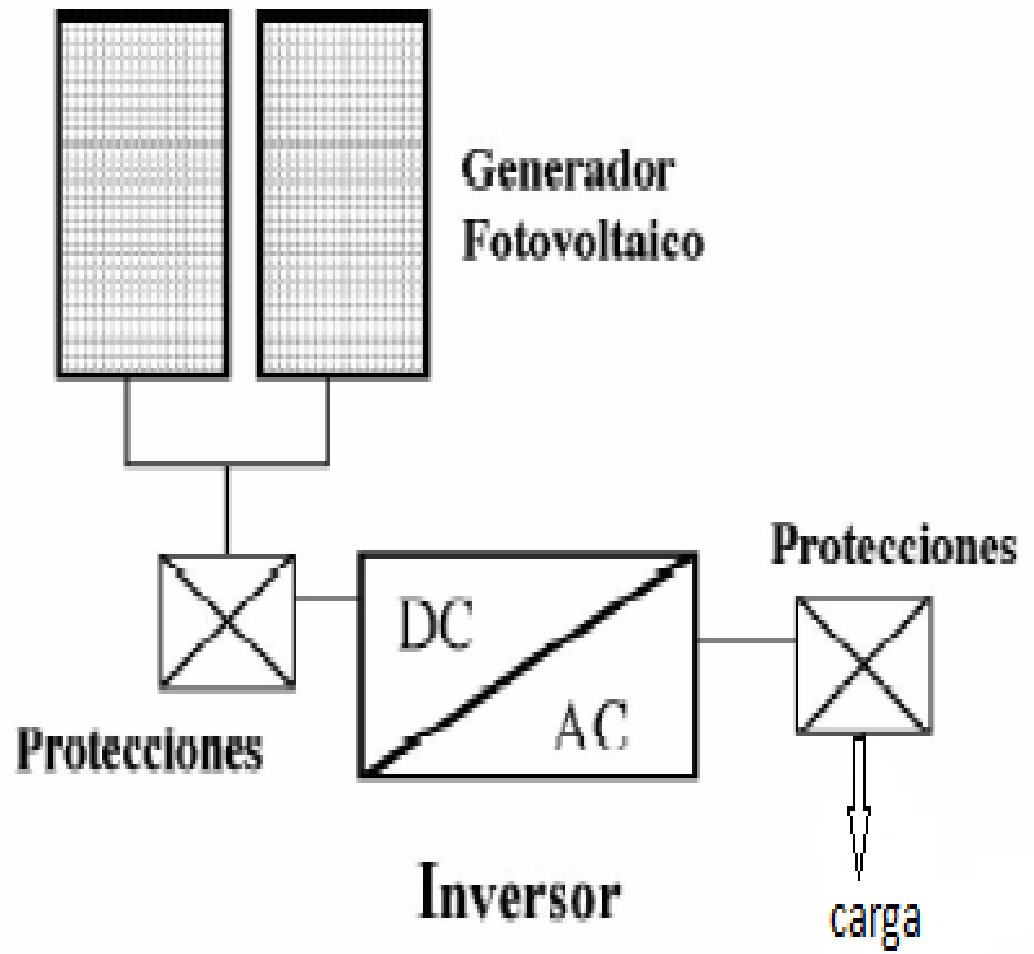 Generador
Fotovoltaico
Protecciones
DC
AC
Protecciones
Inversor
carga